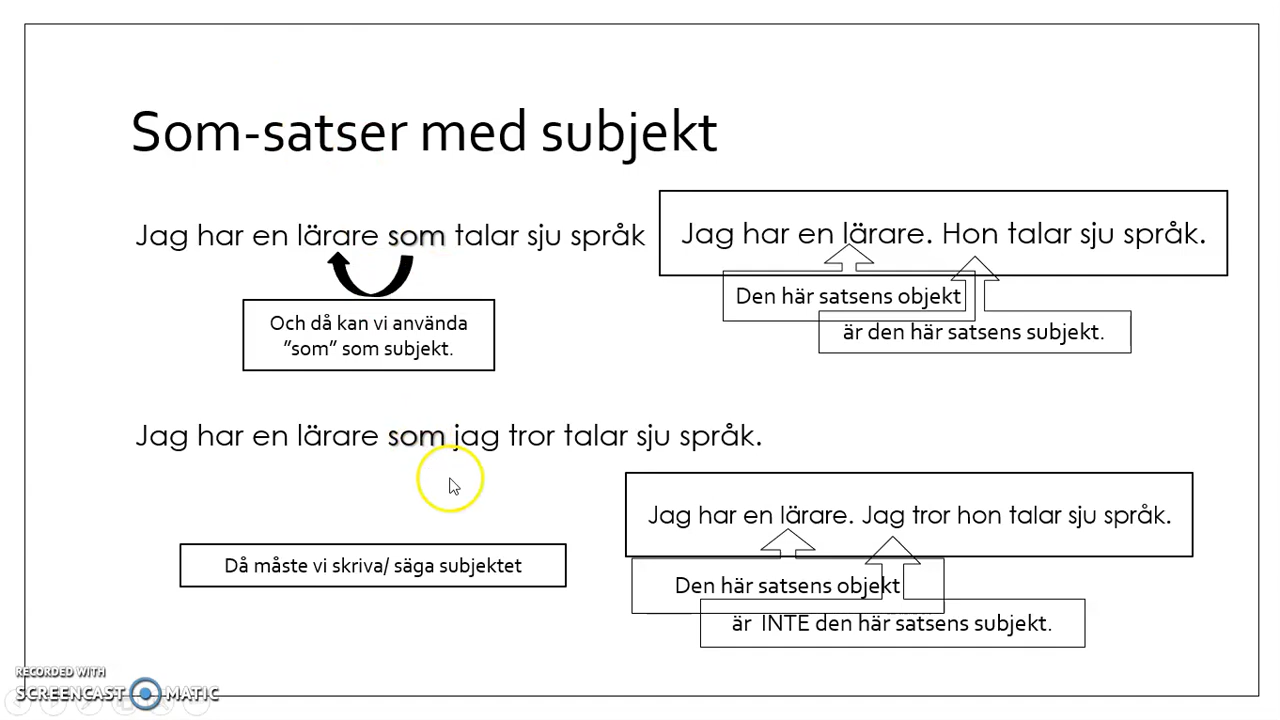 Som-satser med subjekt
Jag har en lärare som talar sju språk
Jag har en lärare. Hon talar sju språk.
Den här satsens objekt
är den här satsens subjekt.
Och då kan vi använda
”som” som subjekt.
Jag har en lärare som jag tror talar sju språk.
Jag har en lärare. Jag tror hon talar sju språk.
Då måste vi skriva/ säga subjektet
Den här satsens objekt
är INTE den här satsens subjekt.
RECORDED WITH
SCREENCAST MATIC